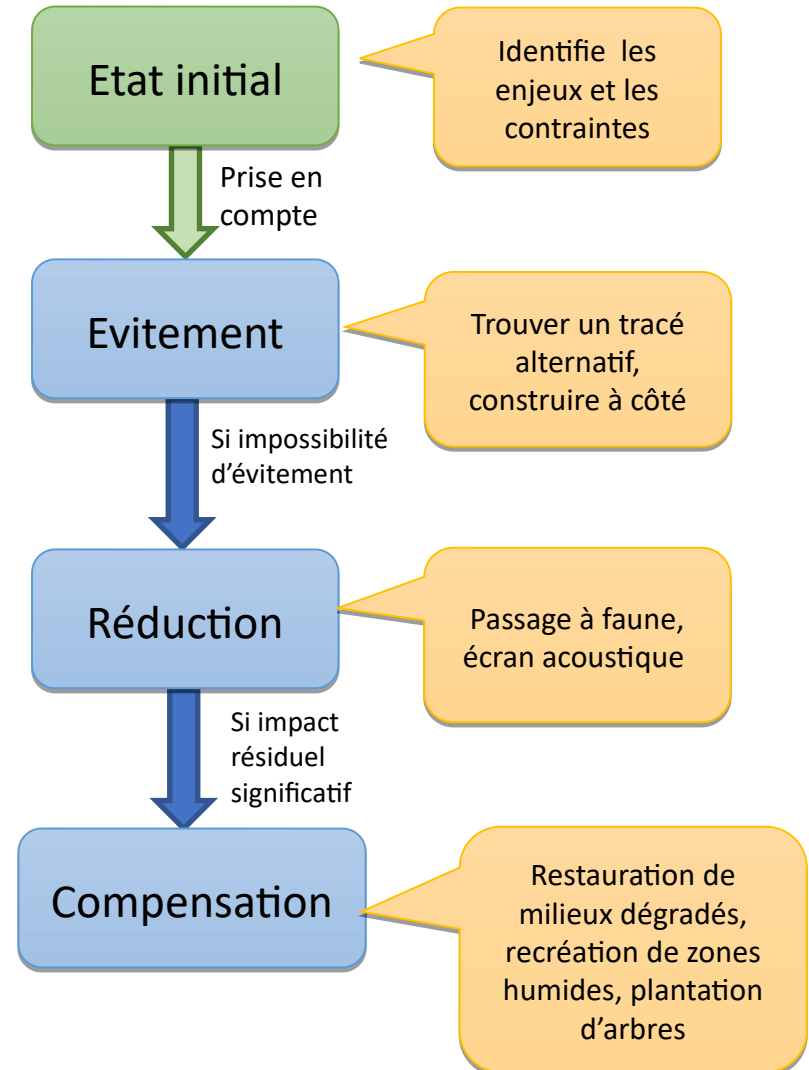 Etat initial
Identifie  les
enjeux et les
contraintes
Prise en
compte
Evitement
Trouver un tracé
alternatif,
construire à côté
Si impossibilité
d’évitement
Réduction
Passage à faune,
écran acoustique
Si impact
résiduel
significatif
Compensation
Restauration de
milieux dégradés,
recréation de zones
humides, plantation
d’arbres